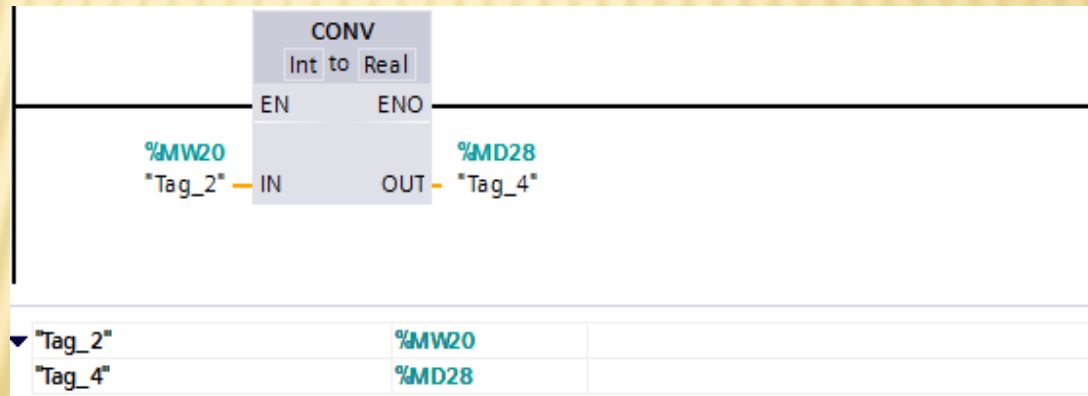 CONV
Int to Real
EN ENO
%MW20 %MD28
"Tag_2" IN OUT "Tag_4"
"Tag_2" %MW20
"Tag_4" %MD28